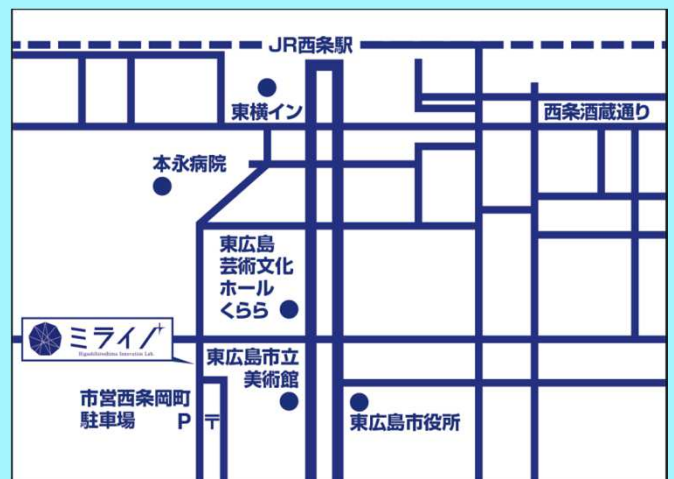 JR西条駅
東横イン
西条酒蔵通り
本永病院
東広島
芸術文化
ホール
くらら
ミライノ+
Higashihiroshima Innovation Lab
東広島市立
美術館
市営西条岡町
駐車場 P 〒
東広島市役所